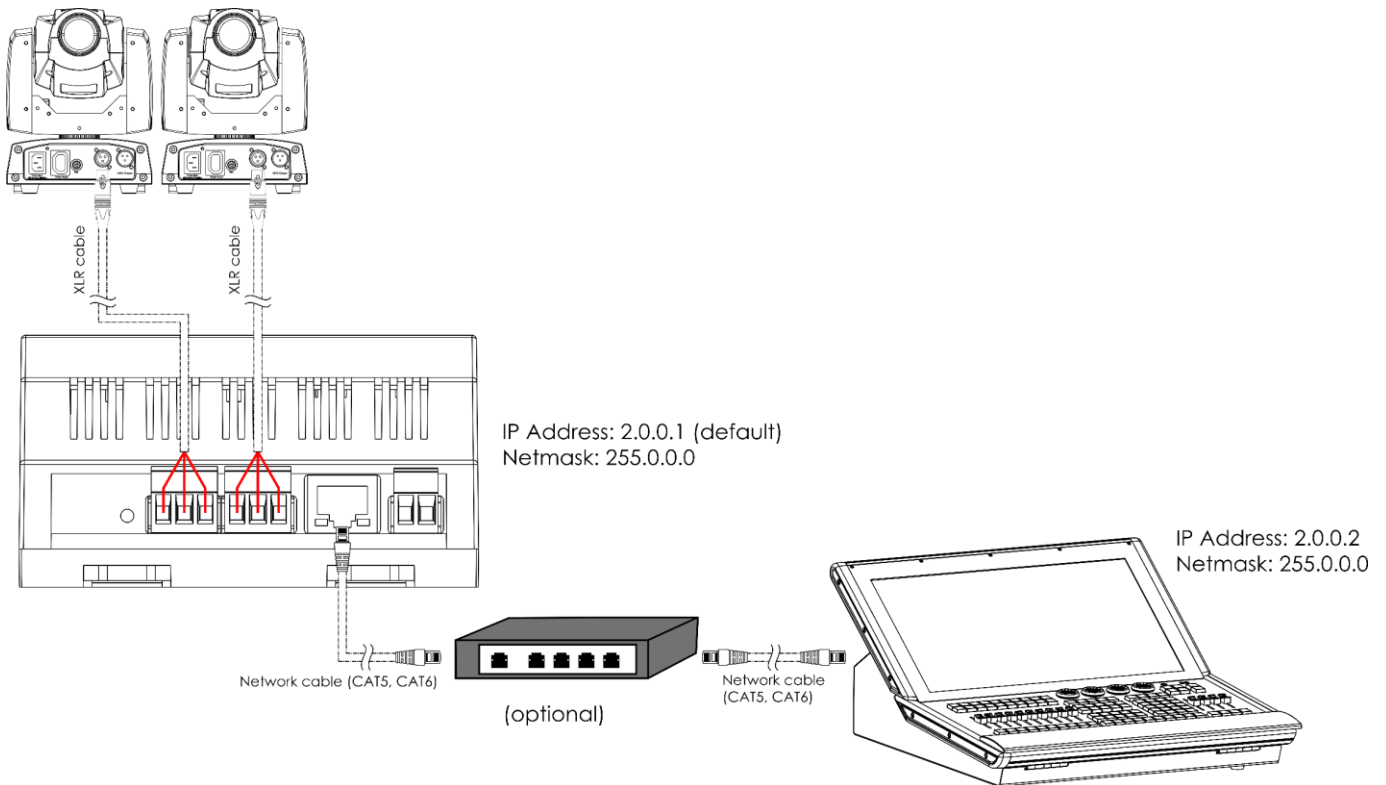 XLR cable
XLR cable
IP Address: 2.0.0.1 (default)
Netmask: 255.0.0.0
IP Address: 2.0.0.2
Netmask: 255.0.0.0
Network cable (CAT5, CAT6)
Network cable
(CAT5, CAT6)
(optional)